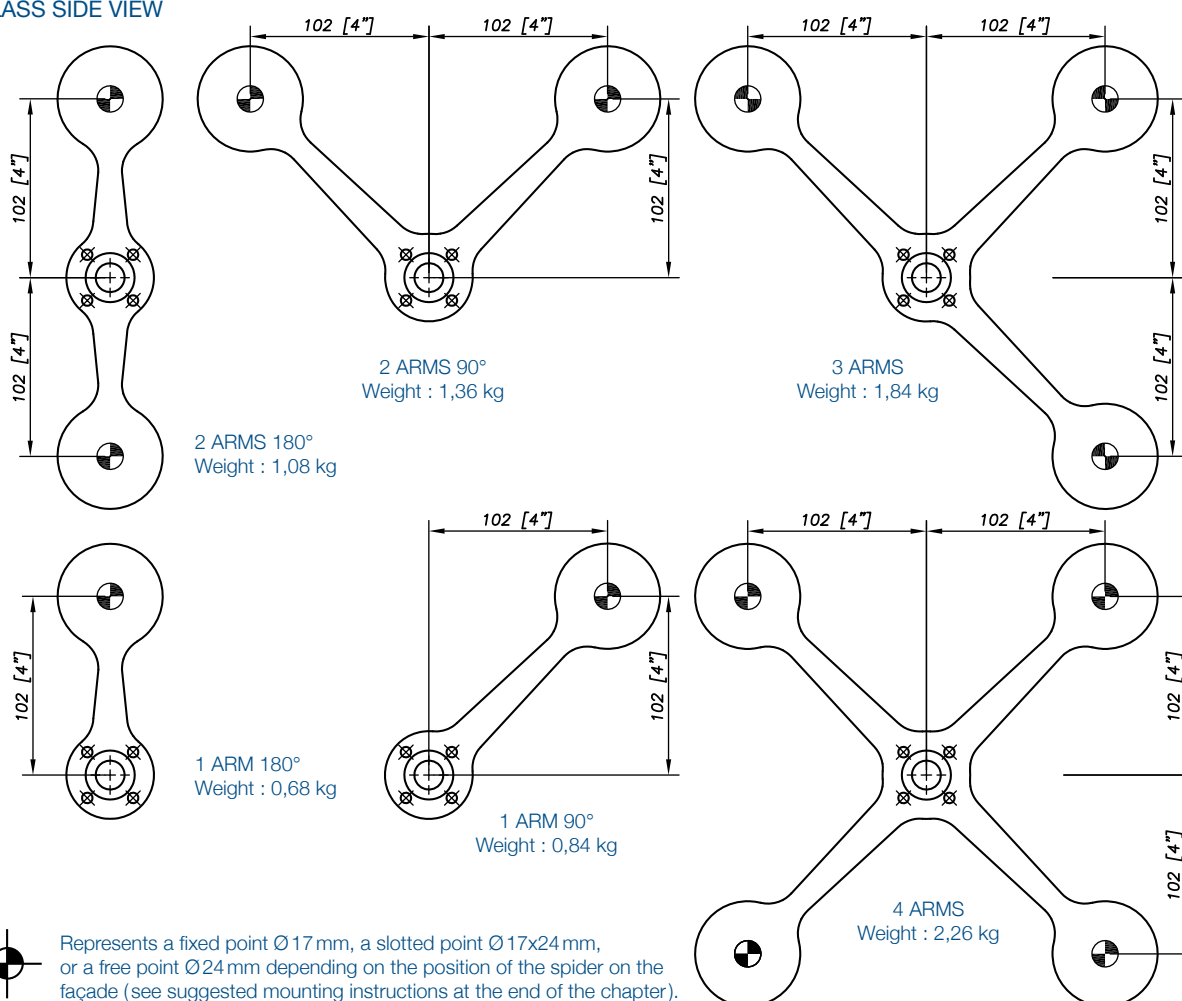 ASS SIDE VIEW
102 [4"]
102 [4"]
102 [4"]
102 [4"]
102 [4"]
102 [4"]
102 [4"]
102 [4"]
102 [4"]
2 ARMS 90°
Weight : 1,36 kg
3 ARMS
Weight : 1,84 kg
2 ARMS 180°
Weight : 1,08 kg
102 [4"]
102 [4"]
102 [4"]
102 [4"]
102 [4"]
102 [4"]
102 [4"]
1 ARM 180°
Weight : 0,68 kg
1 ARM 90°
Weight : 0,84 kg
4 ARMS
Weight : 2,26 kg
Represents a fixed point Ø 17 mm, a slotted point Ø 17x24 mm,
or a free point Ø 24 mm depending on the position of the spider on the
façade (see suggested mounting instructions at the end of the chapter).